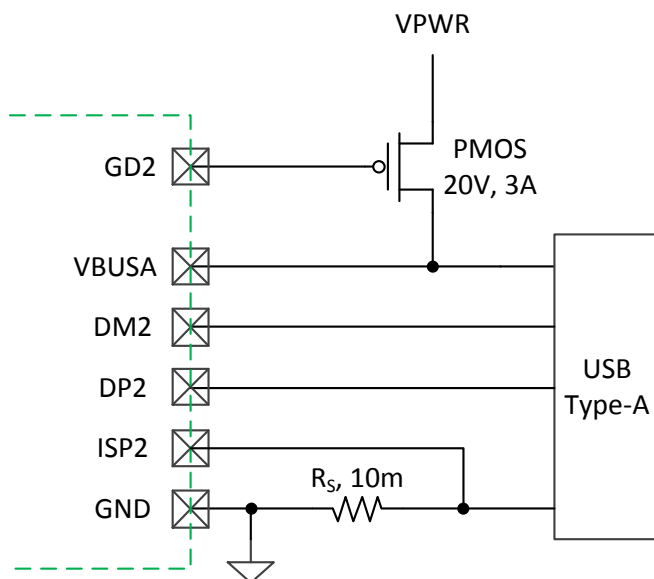 VPWR
GD2
PMOS
20V, 3A
VBUSA
DM2
DP2
USB
Type-A
ISP2
RS, 10m
GND